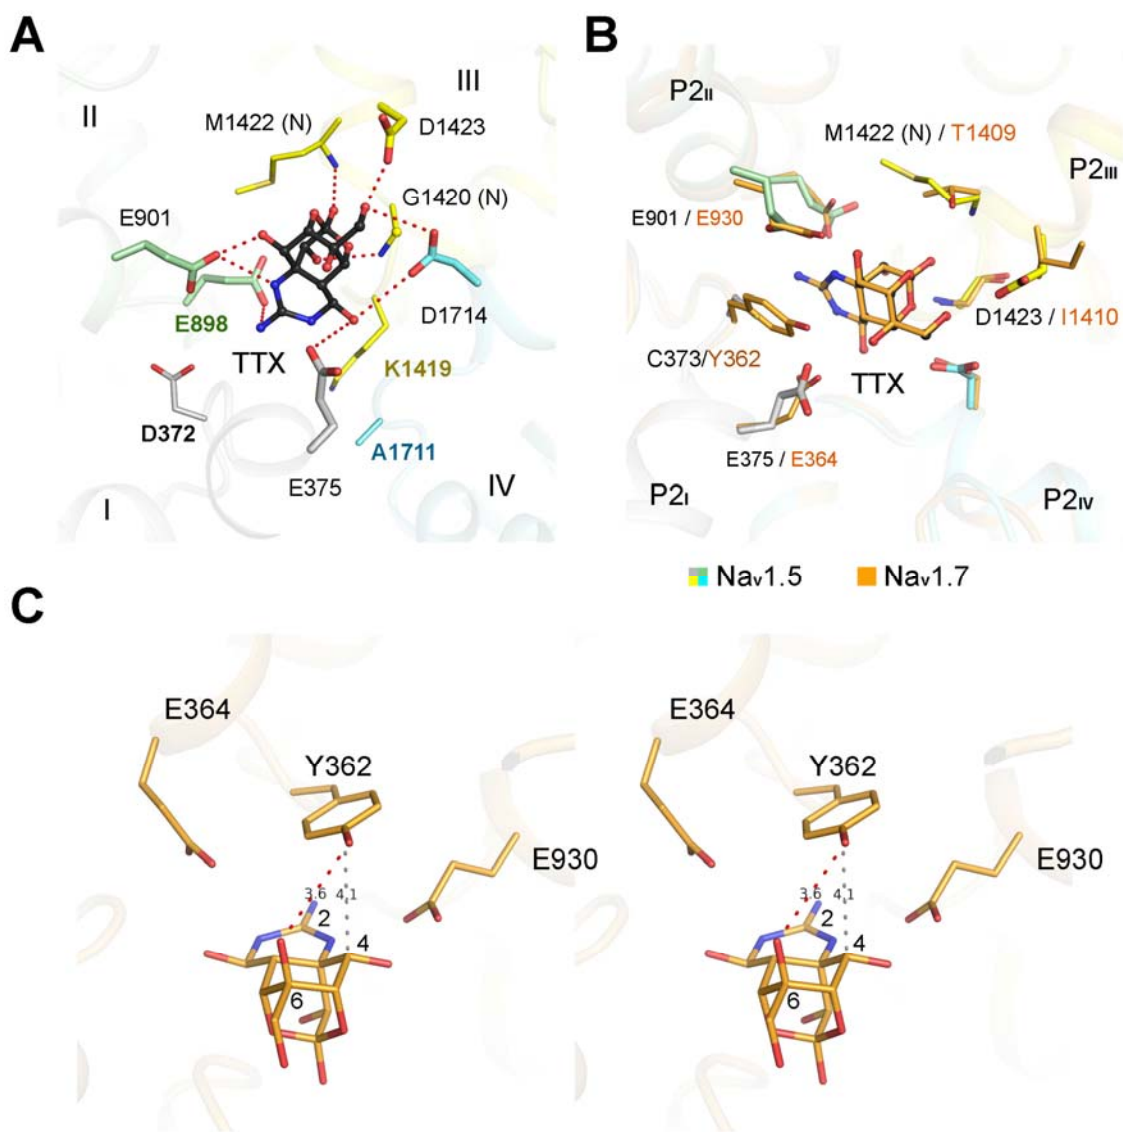 A
B
III
II
M1422 (N)
D1423
G1420 (N)
E901
E898
D1714
TTX
K1419
D372
A1711
E375
IV
I
P2II
M1422 (N) / T1409
P2III
E901 / E930
D1423 / I1410
C373/Y362
TTX
E375 / E364
P2I
P2IV
Nav1.5
Nav1.7
C
E364
Y362
E930
3.6 4.1
2
4
6
E364
Y362
E930
3.6 4.1
2
4
6